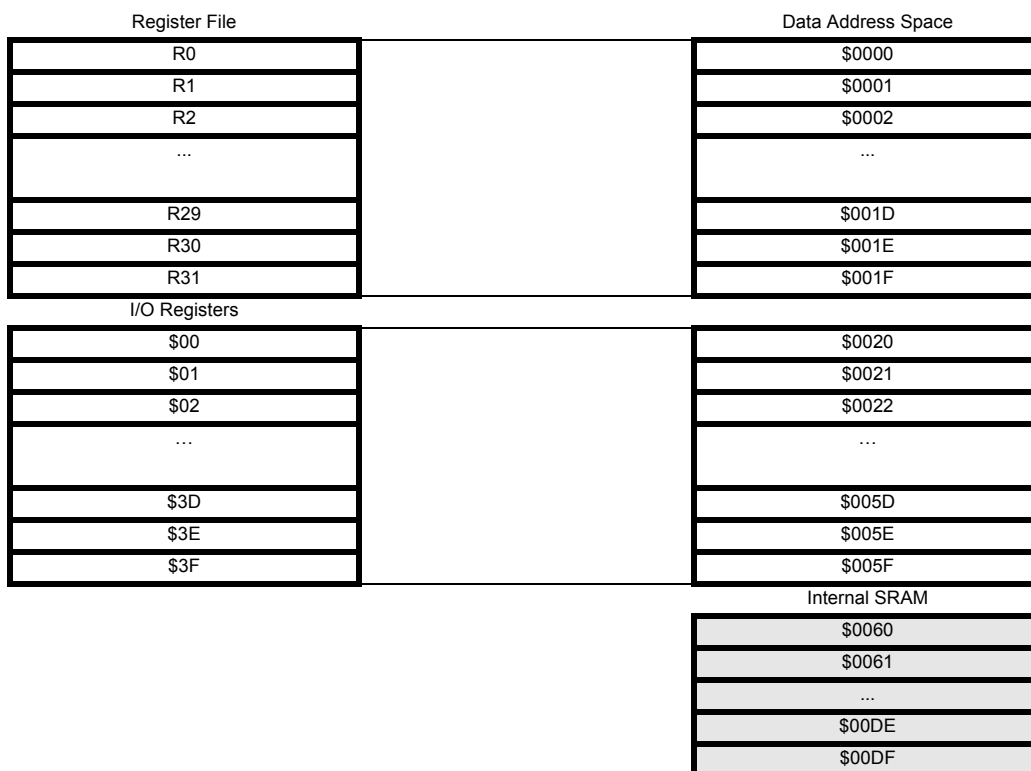 Register File Data Address Space
R0 $0000
R1 $0001
R2 $0002
... ...
R29 $001D
R30 $001E
R31 $001F
I/O Registers
$00 $0020
$01 $0021
$02 $0022
… …
$3D $005D
$3E $005E
$3F $005F
Internal SRAM
$0060
$0061
...
$00DE
$00DF